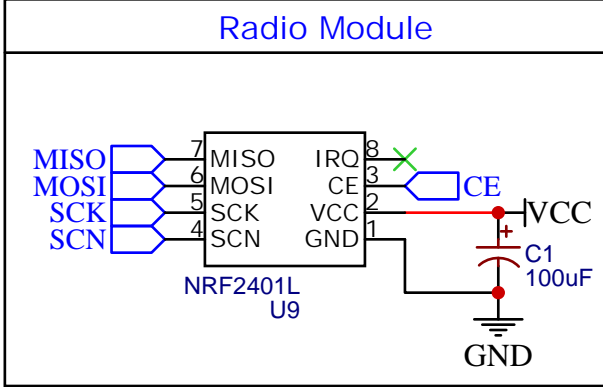 Radio Module
MISO 7 MISO IRQ 8
MOSI 6 MOSI CE 3 CE
SCK 5 SCK VCC 2 VCC
SCN 4 SCN GND 1
+
C1
100uF
NRF2401L
U9
GND